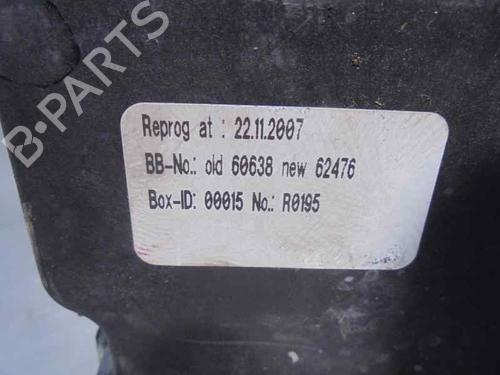 Reprog at : 22.11.2007
BB-No.: old 60638 new 62476
Box-ID: 00015 No.: R0195
B-PARTS